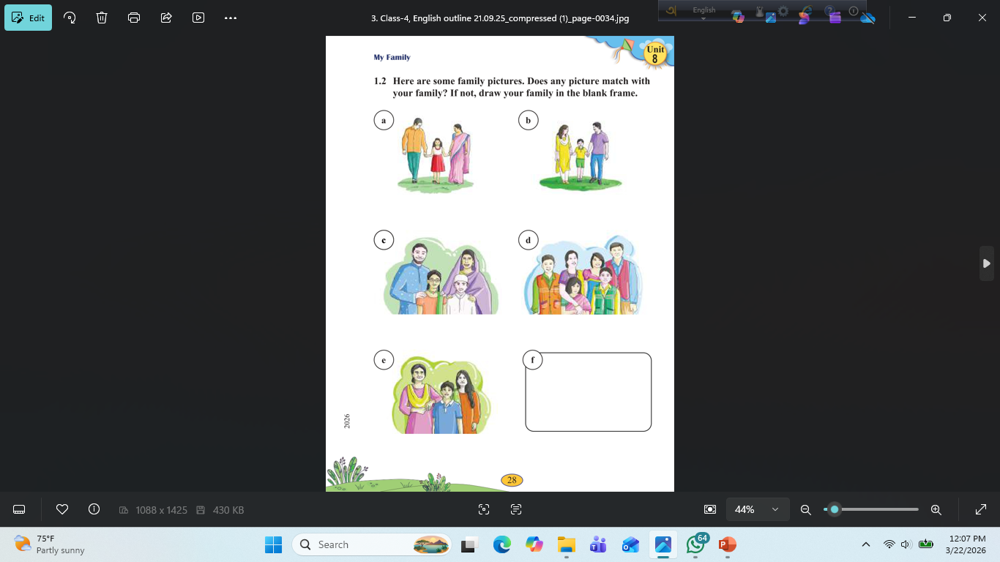 Edit
3. Class-4, English outline 21.09.25_compressed (1)_page-0034.jpg
English
Unit
8
My Family
1.2 Here are some family pictures. Does any picture match with
your family? If not, draw your family in the blank frame.
a
b
c
d
e
f
2026
28
1088 x 1425
430 KB
44%
75°F
Partly sunny
Search
64
12:07 PM
3/22/2026